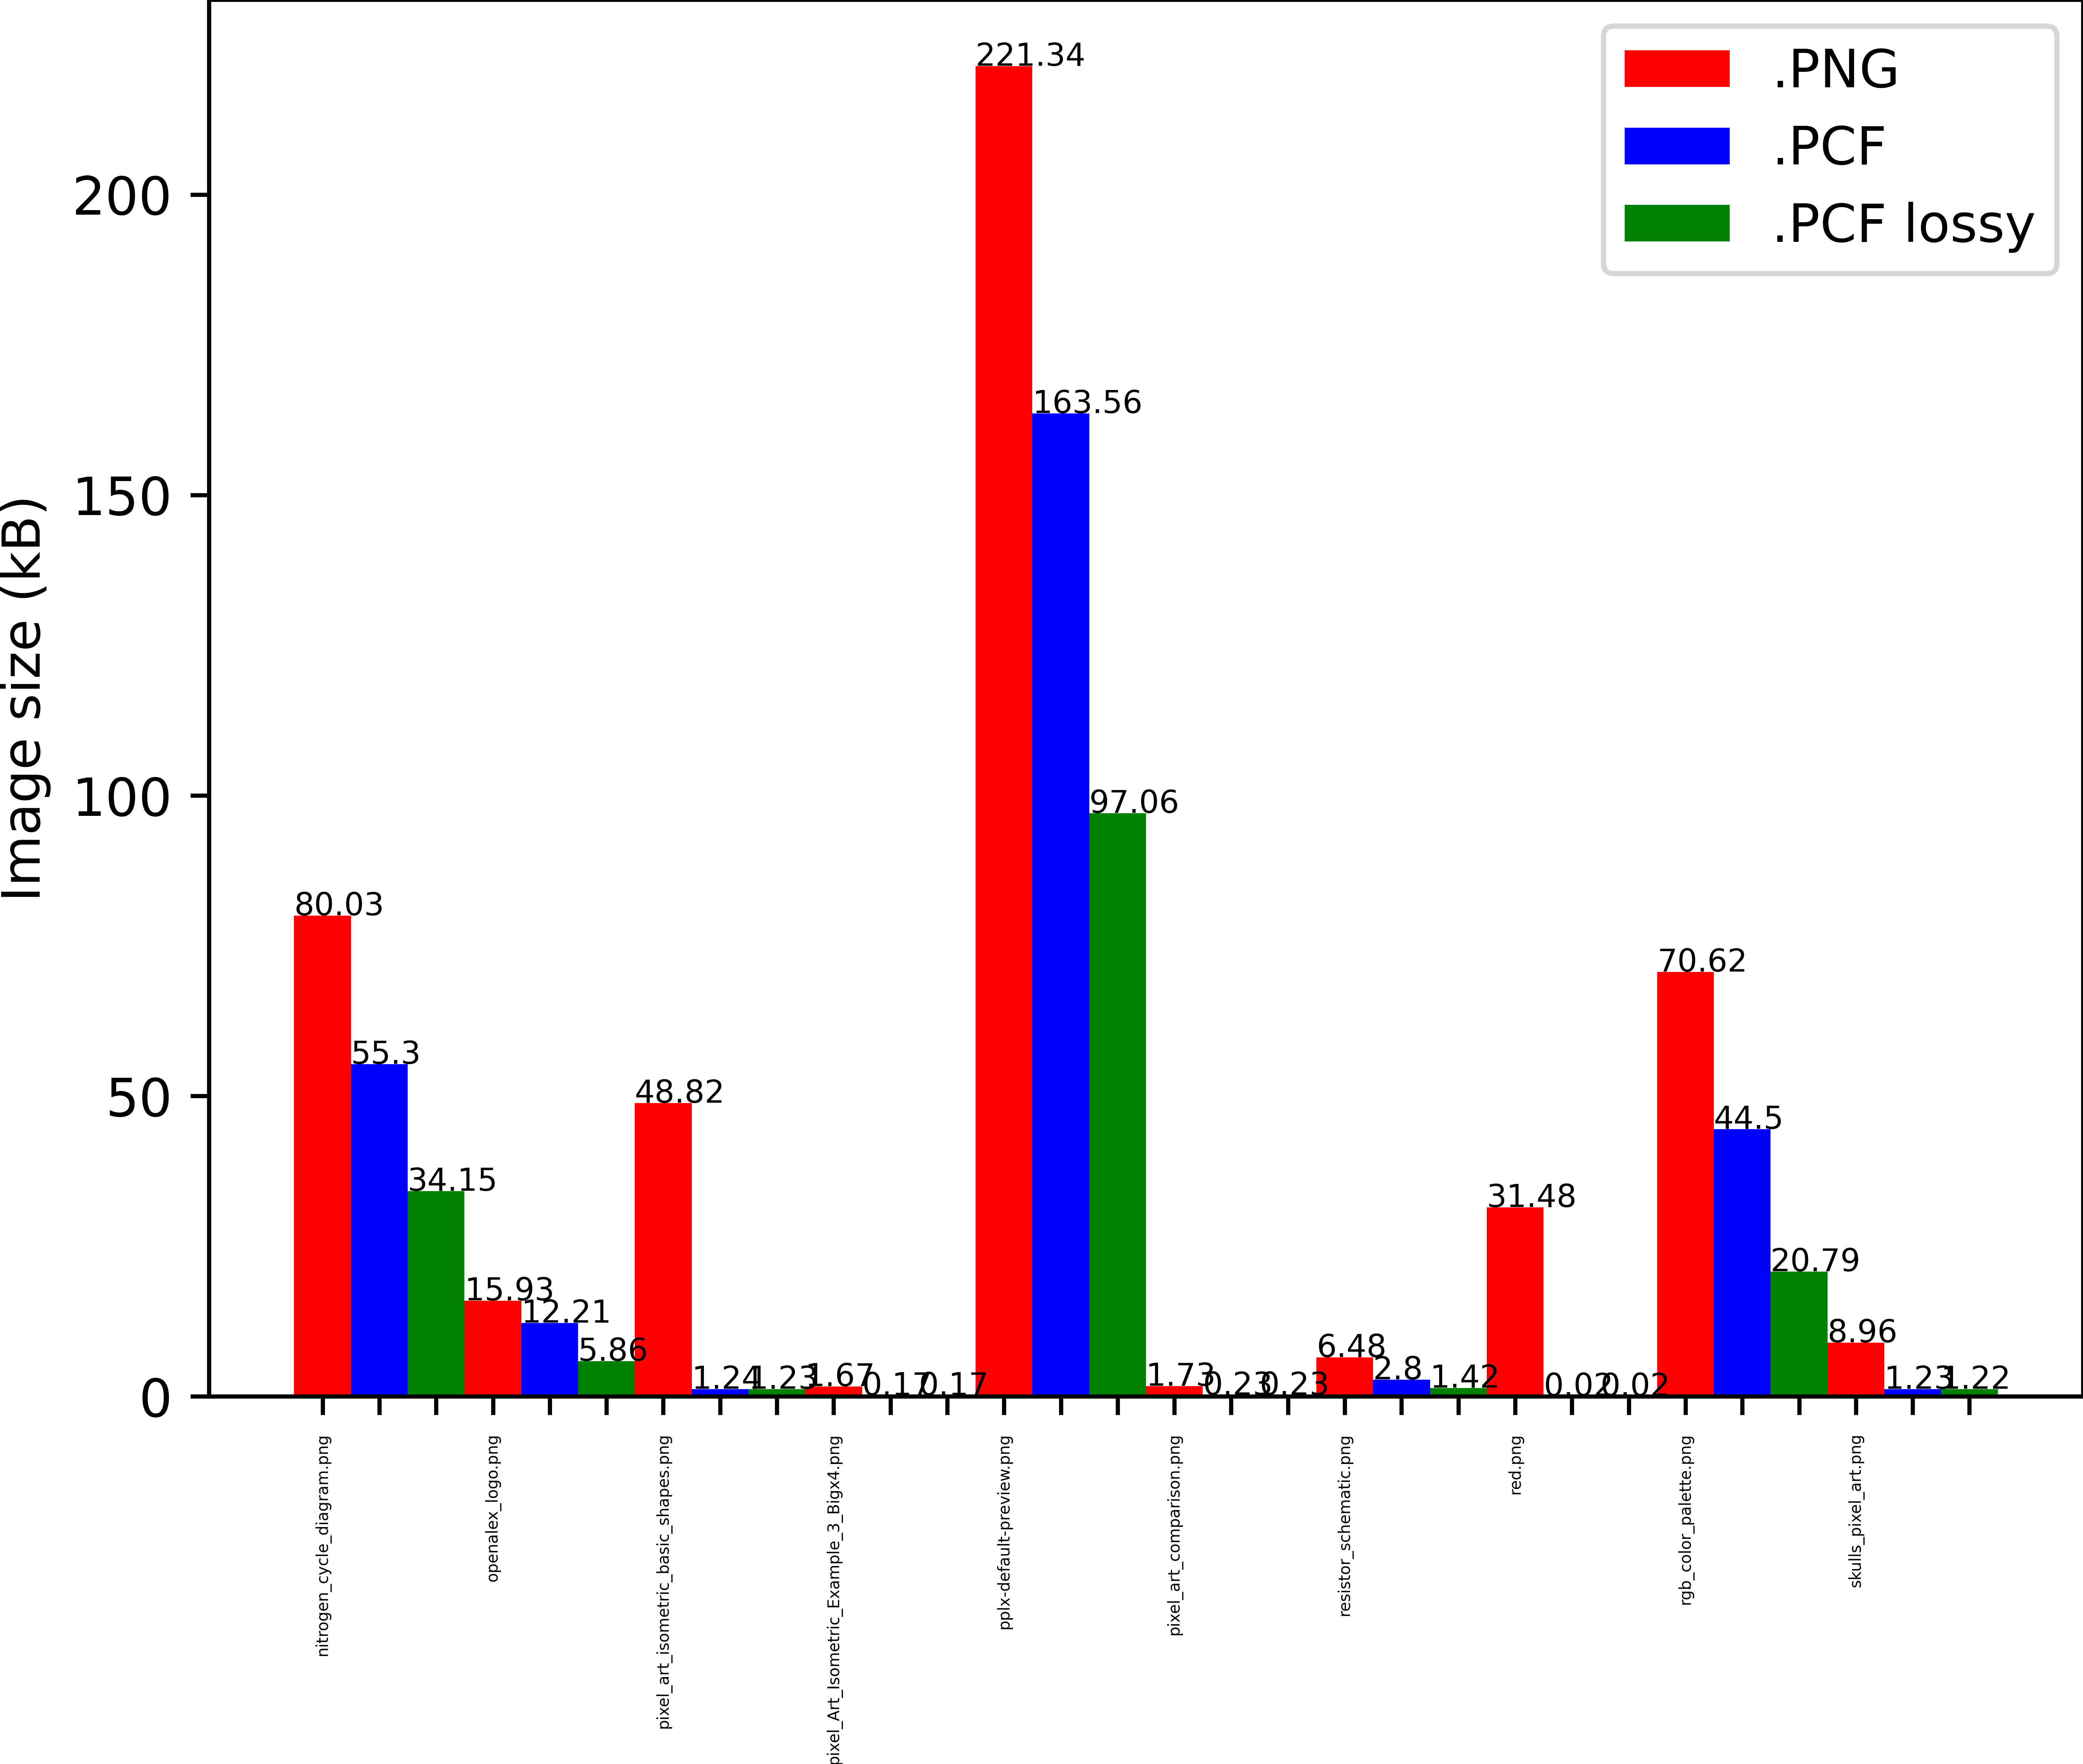 .PNG
.PCF
.PCF lossy
Image size (kB)
200
150
100
50
0
80.03
55.3
34.15
15.93
12.21
5.86
48.82
1.24
1.23
1.67
0.17
0.17
221.34
163.56
97.06
1.73
0.23
0.23
6.48
2.8
1.42
31.48
0.02
0.02
70.62
44.5
20.79
8.96
1.23
1.22
nitrogen_cycle_diagram.png
openalex_logo.png
pixel_art_isometric_basic_shapes.png
pixel_Art_Isometric_Example_3_Bigx4.png
pplx-default-preview.png
pixel_art_comparison.png
resistor_schematic.png
red.png
rgb_color_palette.png
skulls_pixel_art.png